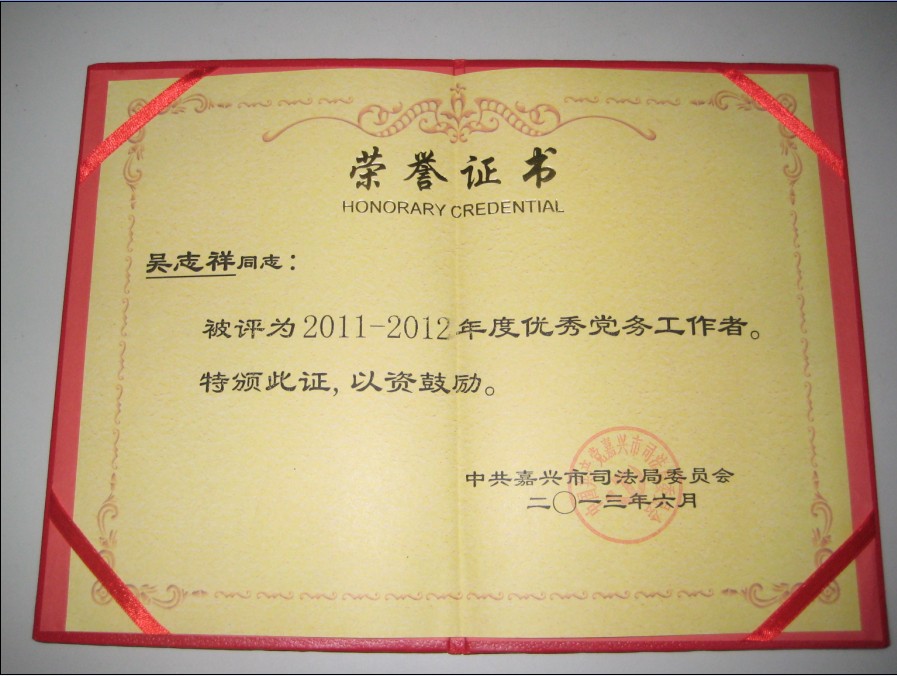 荣誉证书
HONORARY CREDENTIAL
吴志祥同志：
被评为2011-2012年度优秀党务工作者。
特颁此证，以资鼓励。
中共嘉兴市司法局委员会
二〇一三年六月